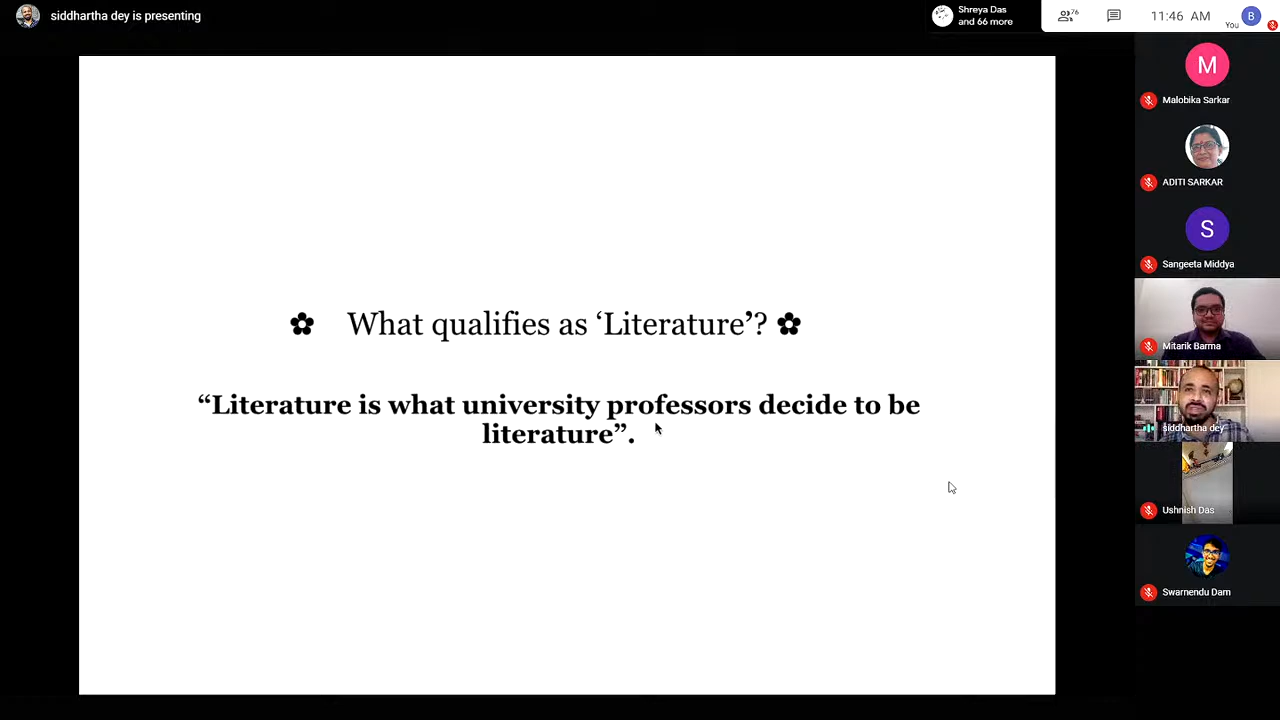 siddhartha dey is presenting
Shreya Das
and 66 more
76
11:46 AM
You
B
M
Malobika Sarkar
ADITI SARKAR
S
Sangeeta Middya
Mitarik Barma
siddhartha dey
Ushnish Das
Swarnendu Dam
✿ What qualifies as ‘Literature’? ✿
“Literature is what university professors decide to be
literature”.